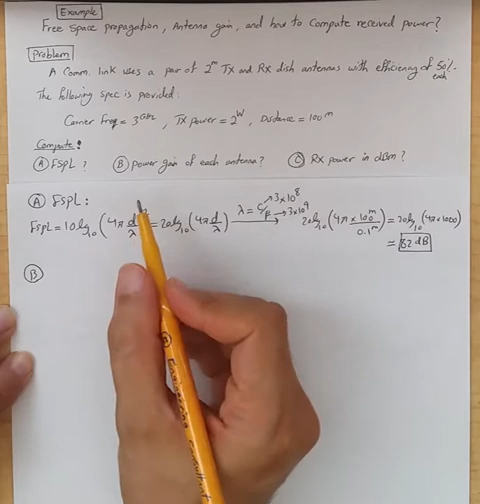 Example
Free Space propagation, Antenna gain, and how to Compute received power?
Problem
A Comm. link uses a pair of 2m Tx and Rx dish antennas with efficiency of 50% each
The following spec is provided:
Carrier freq = 3GHz, TX power = 2W, Distance = 100m
Compute:
(A) FSPL? (B) power gain of each antenna? (C) Rx power in dBm?
(A) FSPL:
FSPL = 10log10 (4π d/λ)² = 20log10 (4π d/λ) λ = C/f → 3×10⁸ → 3×10⁹ 20log10 (4π×100m/0.1m) = 20log10 (4π×1000)
= 82 dB
(B)